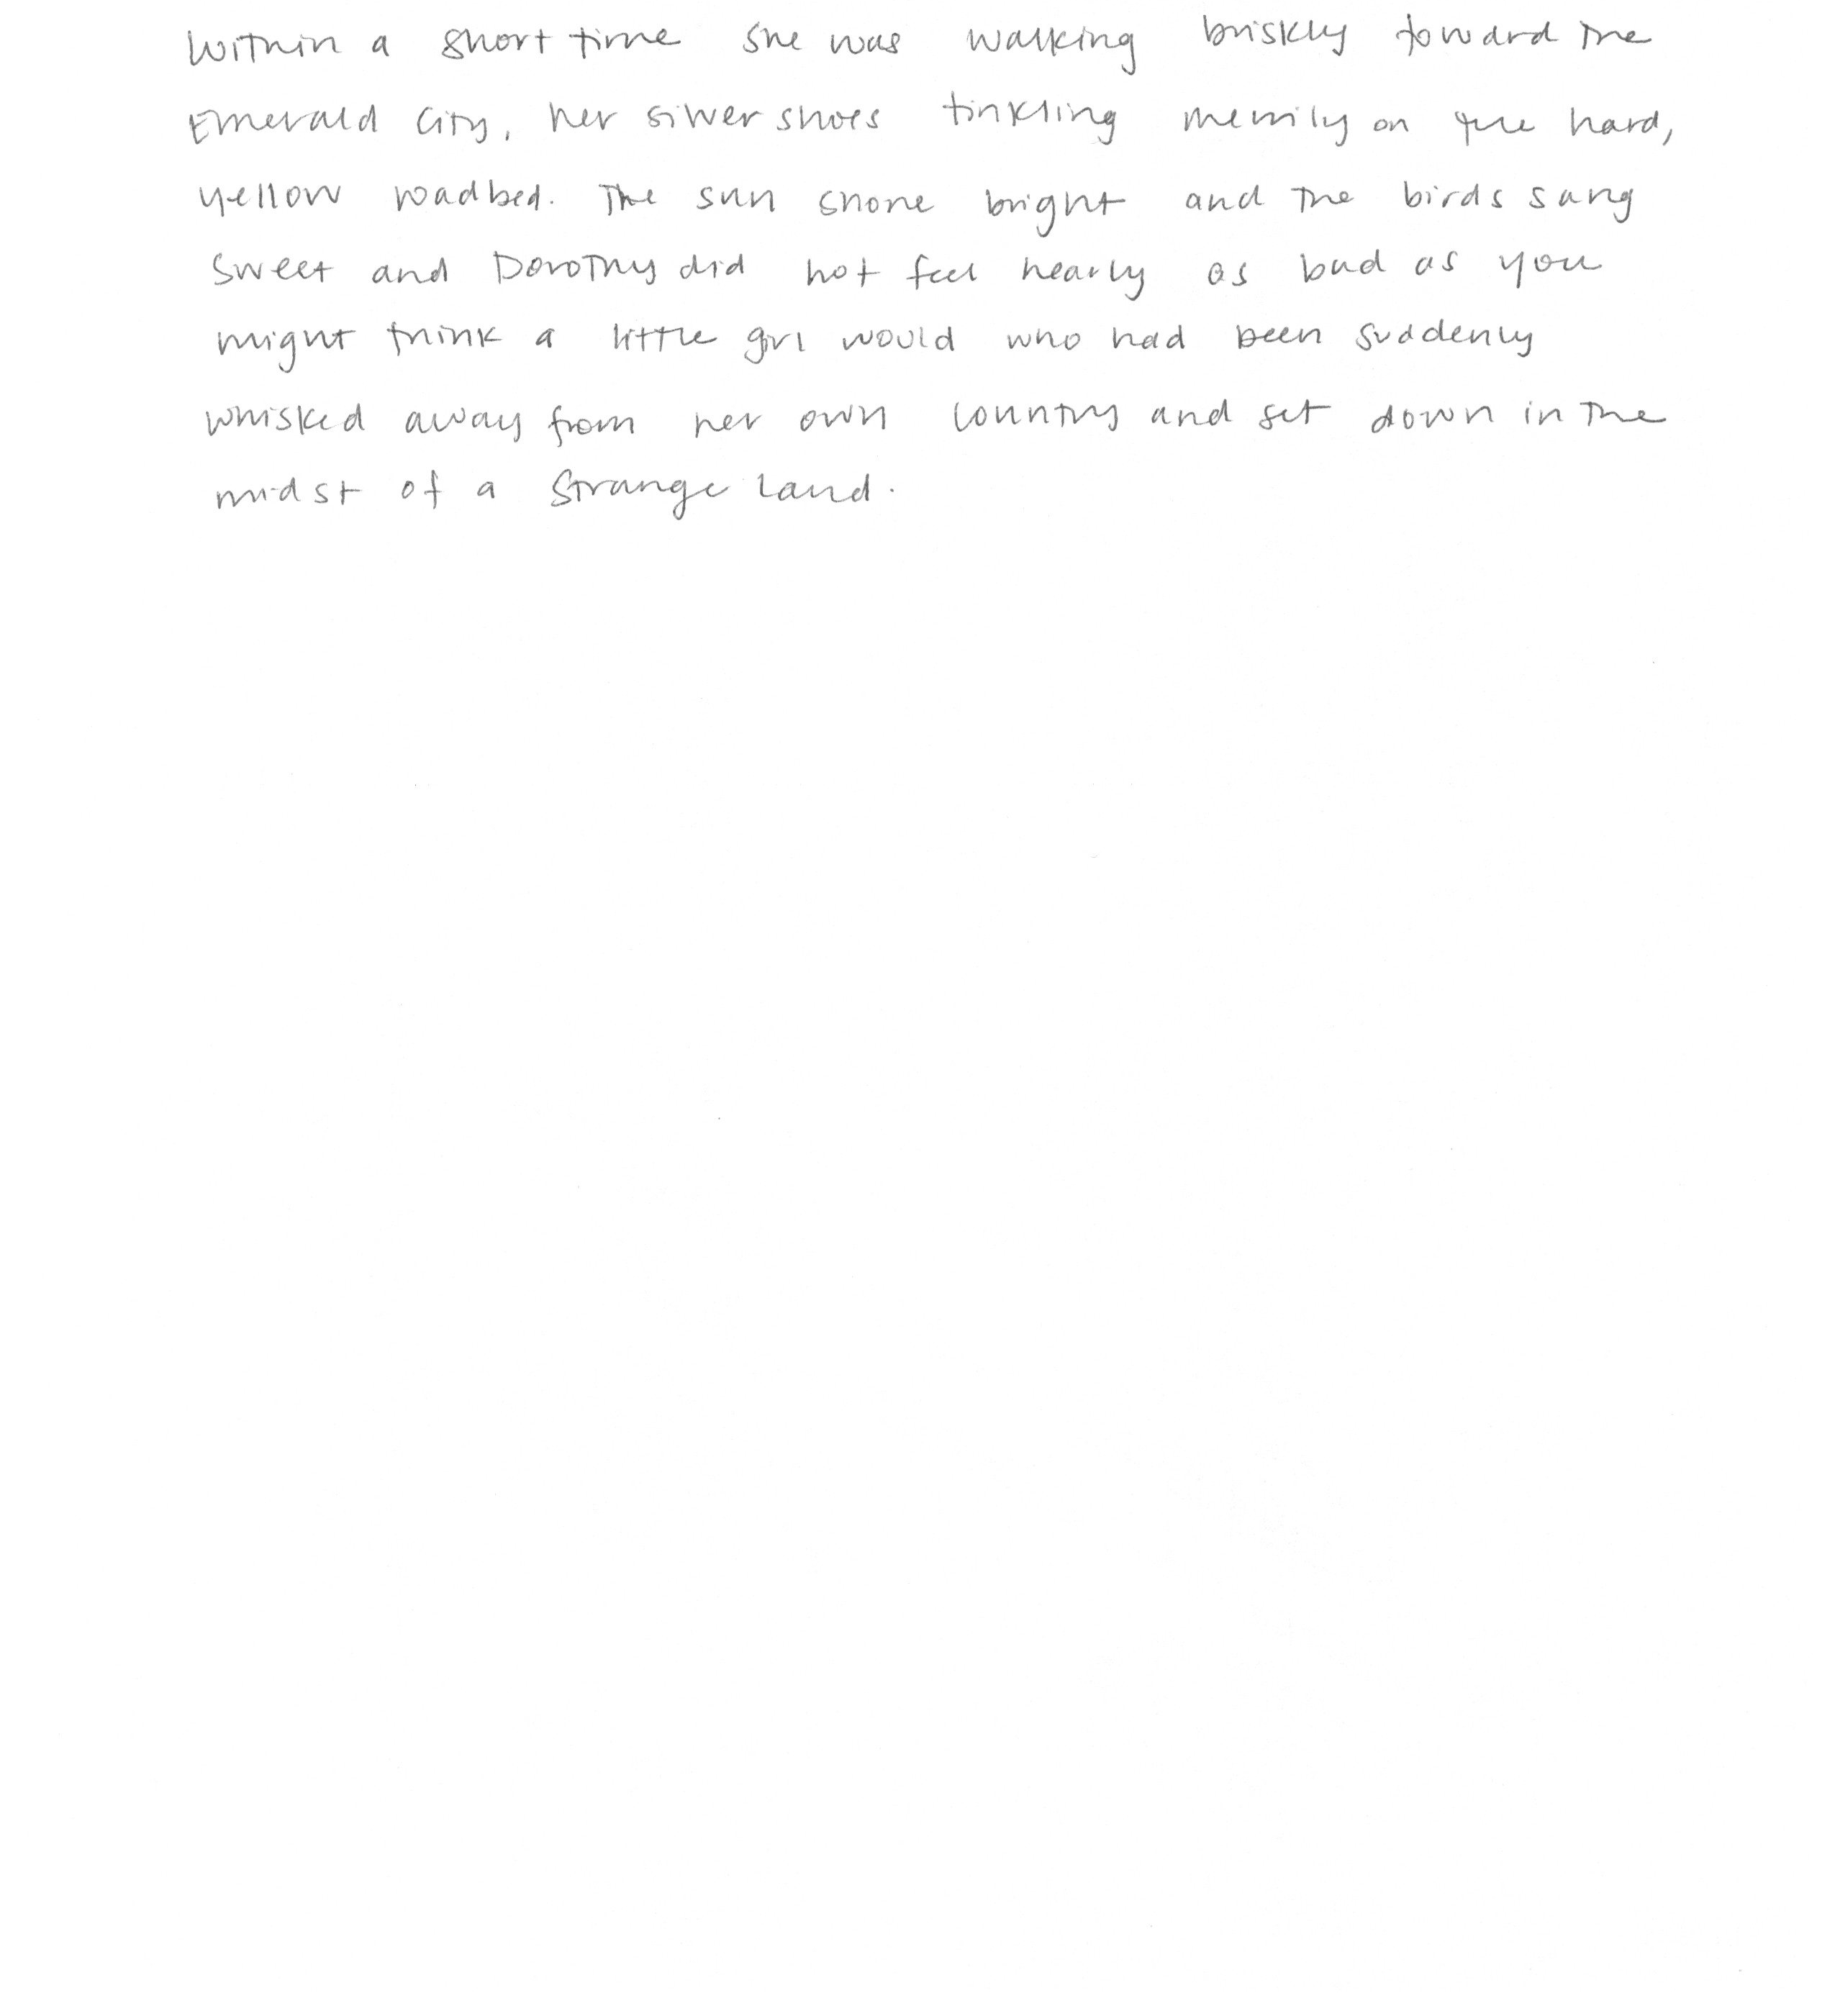 Within a short time she was walking briskly toward the
Emerald City, her silver shoes tinkling merrily on the hard,
yellow roadbed. The sun shone bright and the birds sang
sweet and Dorothy did not feel nearly as bad as you
might think a little girl would who had been suddenly
whisked away from her own country and set down in the
midst of a strange land.